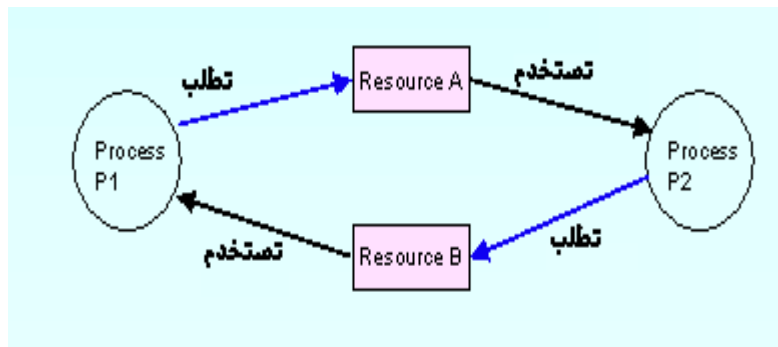 تطلب
Resource A
تستخدم
Process
P1
Process
P2
تستخدم
Resource B
تطلب